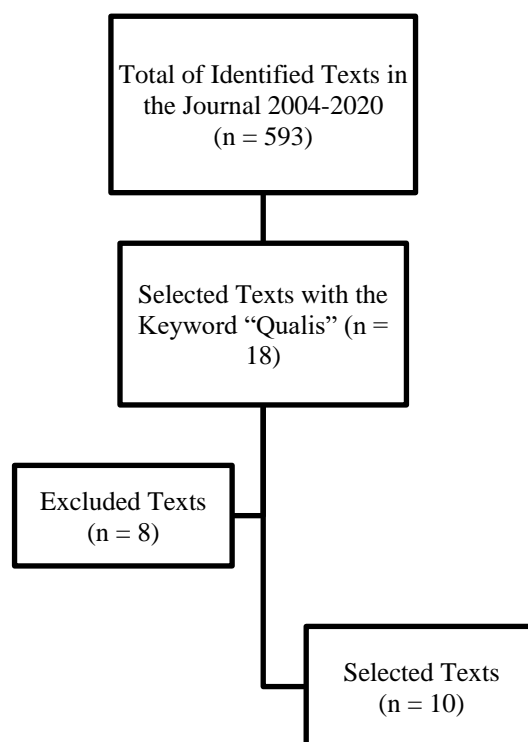 Total of Identified Texts in
the Journal 2004-2020
(n = 593)
Selected Texts with the
Keyword “Qualis” (n =
18)
Excluded Texts
(n = 8)
Selected Texts
(n = 10)